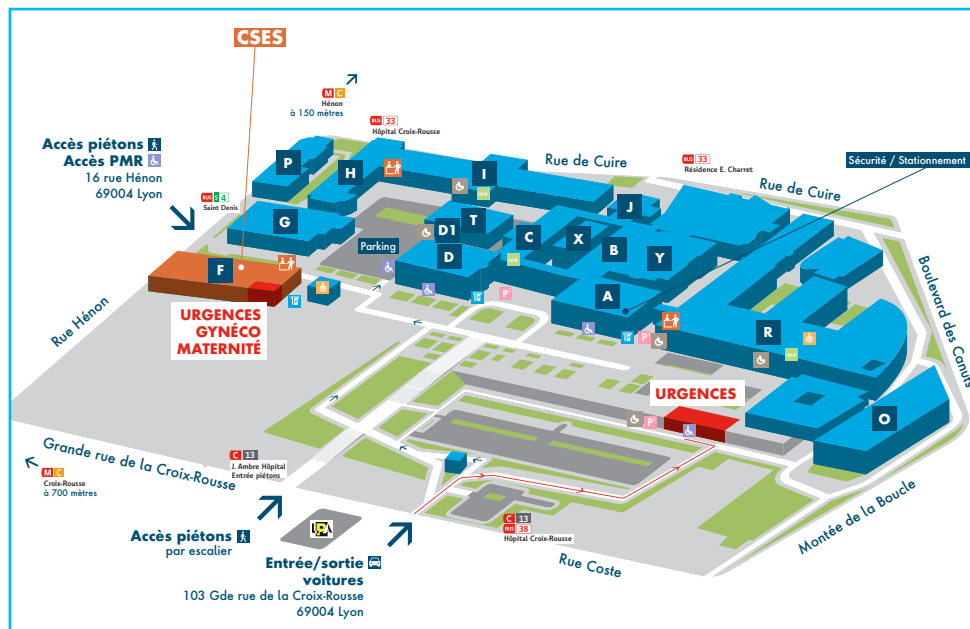 CSES
M C
Hénon
à 150 mètres
BUS 33
Hôpital Croix-Rousse
Accès piétons
Accès PMR
16 rue Hénon
69004 Lyon
BUS S 4
Saint Denis
Rue de Cuire
BUS 33
Résidence E. Charret
Sécurité / Stationnement
Rue de Cuire
P
H
I
J
G
T
D1
C
X
B
Y
D
Parking
F
A
R
O
P
P
P
URGENCES
GYNÉCO
MATERNITÉ
URGENCES
Rue Hénon
Boulevard des Canuts
Grande rue de la Croix-Rousse
M C
Croix-Rousse
à 700 mètres
C 13
J. Ambre Hôpital
Entrée piétons
Accès piétons
par escalier
LPA
Entrée/sortie
voitures
103 Gde rue de la Croix-Rousse
69004 Lyon
C 13
BUS 38
Hôpital Croix-Rousse
Rue Coste
Montée de la Boucle